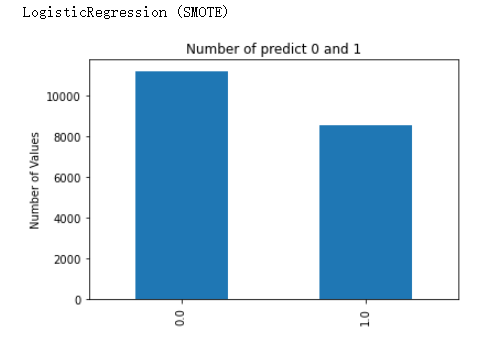 LogisticRegression (SMOTE)
Number of predict 0 and 1
Number of Values
10000
8000
6000
4000
2000
0
0.0
1.0